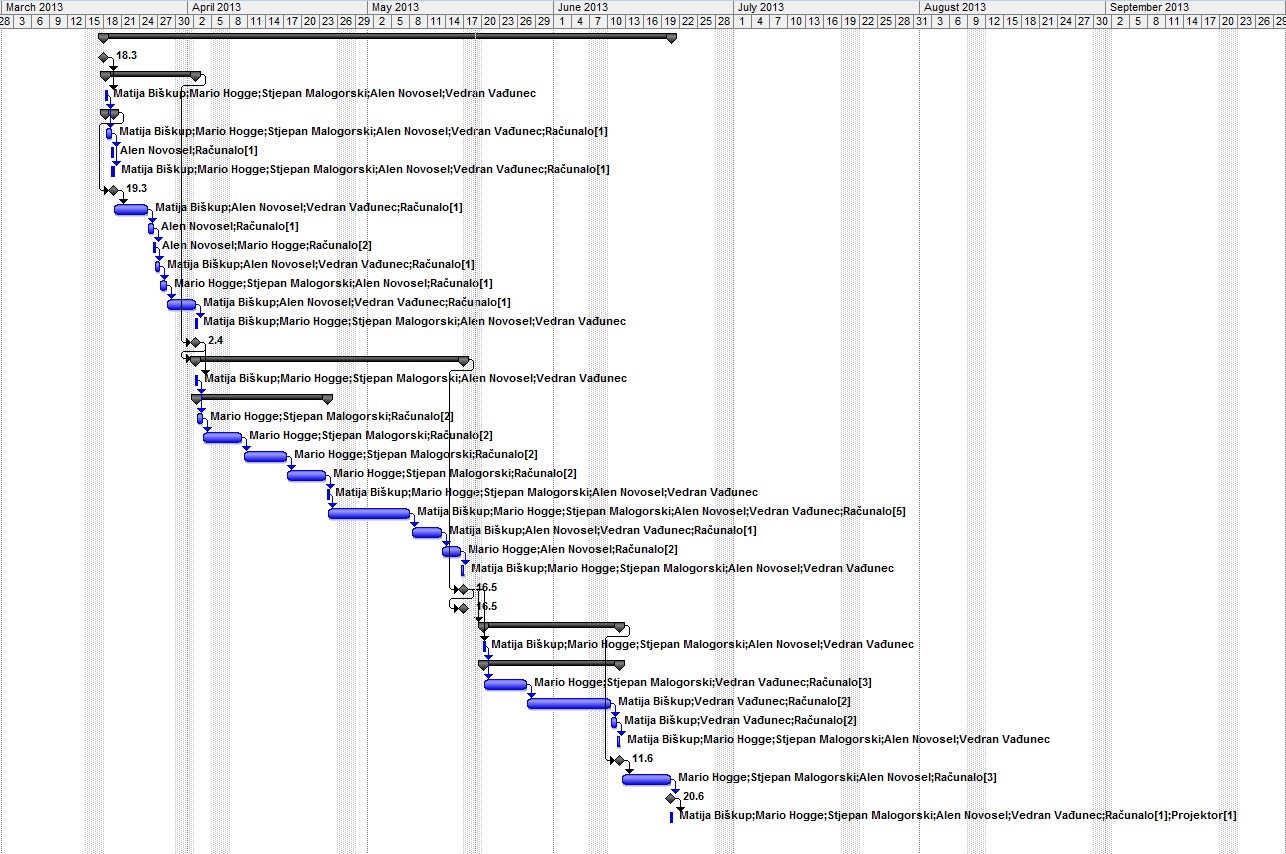 March 2013 April 2013 May 2013 June 2013 July 2013 August 2013 September 2013
28 3 6 9 12 15 18 21 24 27 30 2 5 8 11 14 17 20 23 26 29 2 5 8 11 14 17 20 23 26 29 1 4 7 10 13 16 19 22 25 28 1 4 7 10 13 16 19 22 25 28 31 3 6 9 12 15 18 21 24 27 30 2 5 8 11 14 17 20 23 26 29
18.3
Matija Biškup;Mario Hogge;Stjepan Malogorski;Alen Novosel;Vedran Vađunec
Matija Biškup;Mario Hogge;Stjepan Malogorski;Alen Novosel;Vedran Vađunec;Računalo[1]
Alen Novosel;Računalo[1]
Matija Biškup;Mario Hogge;Stjepan Malogorski;Alen Novosel;Vedran Vađunec;Računalo[1]
19.3
Matija Biškup;Alen Novosel;Vedran Vađunec;Računalo[1]
Alen Novosel;Računalo[1]
Alen Novosel;Mario Hogge;Računalo[2]
Matija Biškup;Alen Novosel;Vedran Vađunec;Računalo[1]
Mario Hogge;Stjepan Malogorski;Alen Novosel;Računalo[1]
Matija Biškup;Alen Novosel;Vedran Vađunec;Računalo[1]
Matija Biškup;Mario Hogge;Stjepan Malogorski;Alen Novosel;Vedran Vađunec
2.4
Matija Biškup;Mario Hogge;Stjepan Malogorski;Alen Novosel;Vedran Vađunec
Mario Hogge;Stjepan Malogorski;Računalo[2]
Mario Hogge;Stjepan Malogorski;Računalo[2]
Mario Hogge;Stjepan Malogorski;Računalo[2]
Mario Hogge;Stjepan Malogorski;Računalo[2]
Matija Biškup;Mario Hogge;Stjepan Malogorski;Alen Novosel;Vedran Vađunec
Matija Biškup;Mario Hogge;Stjepan Malogorski;Alen Novosel;Vedran Vađunec;Računalo[5]
Matija Biškup;Alen Novosel;Vedran Vađunec;Računalo[1]
Mario Hogge;Alen Novosel;Računalo[2]
Matija Biškup;Mario Hogge;Stjepan Malogorski;Alen Novosel;Vedran Vađunec
16.5
16.5
Matija Biškup;Mario Hogge;Stjepan Malogorski;Alen Novosel;Vedran Vađunec
Mario Hogge;Stjepan Malogorski;Vedran Vađunec;Računalo[3]
Matija Biškup;Vedran Vađunec;Računalo[2]
Matija Biškup;Vedran Vađunec;Računalo[2]
Matija Biškup;Mario Hogge;Stjepan Malogorski;Alen Novosel;Vedran Vađunec
11.6
Mario Hogge;Stjepan Malogorski;Alen Novosel;Računalo[3]
20.6
Matija Biškup;Mario Hogge;Stjepan Malogorski;Alen Novosel;Vedran Vađunec;Računalo[1];Projektor[1]